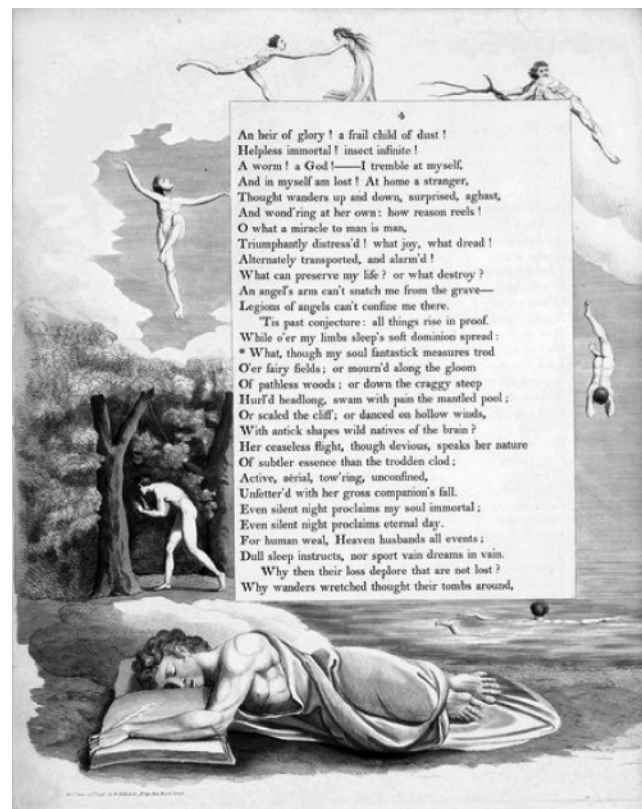 4
An heir of glory ! a frail child of dust !
Helpless immortal ! insect infinite !
A worm ! a God !——I tremble at myself,
And in myself am lost ! At home a stranger,
Thought wanders up and down, surprised, aghast,
And wond'ring at her own : how reason reels !
O what a miracle to man is man,
Triumphantly distress'd ! what joy, what dread !
Alternately transported, and alarm'd !
What can preserve my life ? or what destroy ?
An angel's arm can't snatch me from the grave—
Legions of angels can't confine me there.
'Tis past conjecture : all things rise in proof.
While o'er my limbs sleep's soft dominion spread :
* What, though my soul fantastick measures trod
O'er fairy fields ; or mourn'd along the gloom
Of pathless woods ; or down the craggy steep
Hurl'd headlong, swam with pain the mantled pool ;
Or scaled the cliff ; or danced on hollow winds,
With antick shapes wild natives of the brain ?
Her ceaseless flight, though devious, speaks her nature
Of subtler essence than the trodden clod ;
Active, aërial, tow'ring, unconfined,
Unfetter'd with her gross companion's fall.
Even silent night proclaims my soul immortal ;
Even silent night proclaims eternal day.
For human weal, Heaven husbands all events ;
Dull sleep instructs, nor sport vain dreams in vain.
Why then their loss deplore that are not lost ?
Why wanders wretched thought their tombs around,